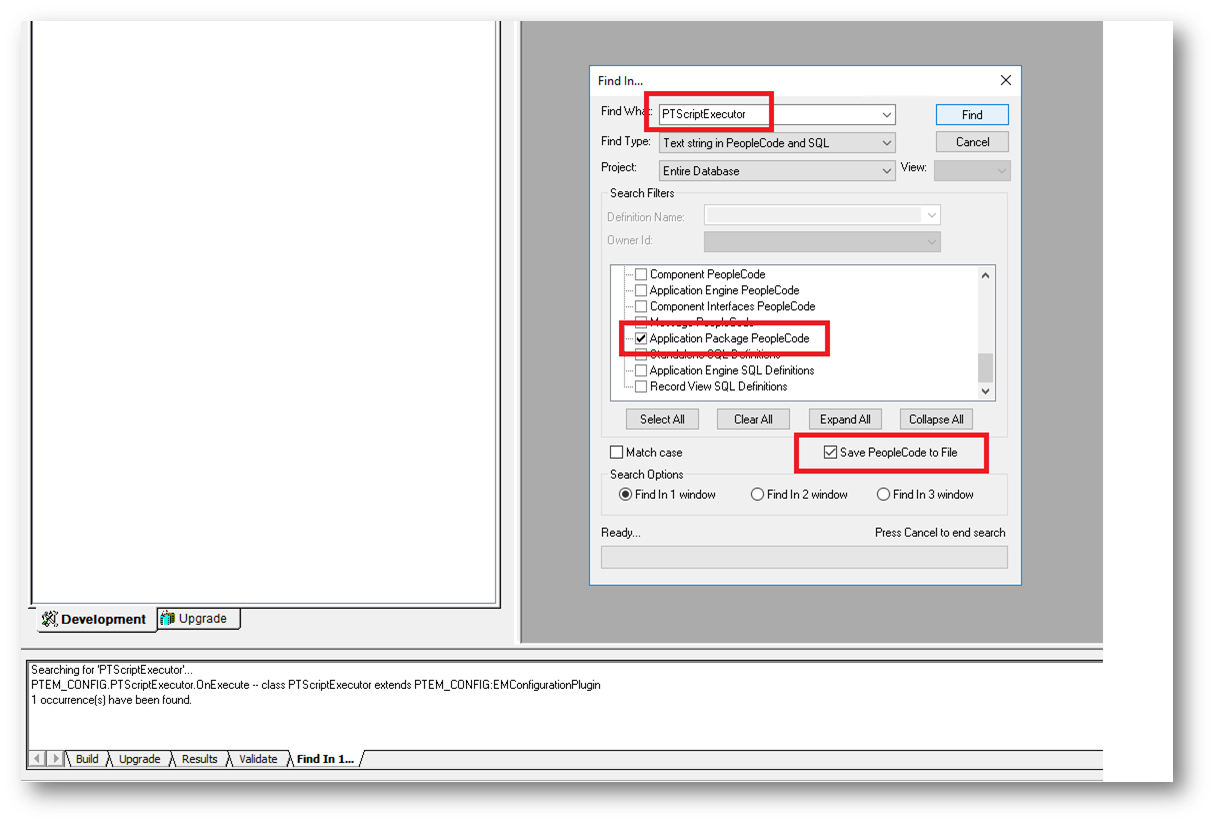 Find In...
Find What: PTScriptExecutor
Find
Find Type: Text string in PeopleCode and SQL
Cancel
Project: Entire Database View:
Search Filters
Definition Name:
Owner Id:
Component PeopleCode
Application Engine PeopleCode
Component Interfaces PeopleCode
Message PeopleCode
Application Package PeopleCode
Standalone SQL Definitions
Application Engine SQL Definitions
Record View SQL Definitions
Select All Clear All Expand All Collapse All
Match case Save PeopleCode to File
Search Options
Find In 1 window Find In 2 window Find In 3 window
Ready... Press Cancel to end search
Development Upgrade
Searching for 'PTScriptExecutor'...
PTEM_CONFIG.PTScriptExecutor.OnExecute -- class PTScriptExecutor extends PTEM_CONFIG:EMConfigurationPlugin
1 occurrence(s) have been found.
Build Upgrade Results Validate Find In 1...